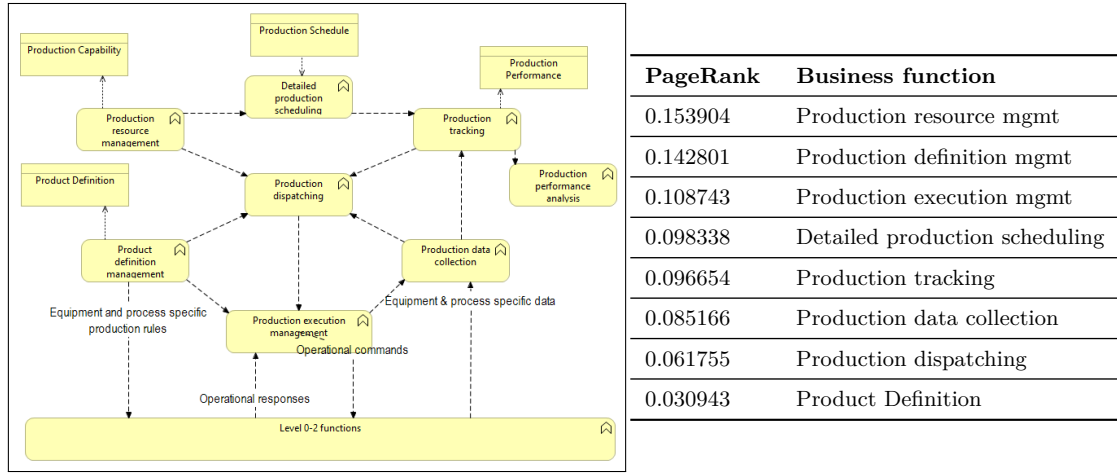 Production Schedule
Production Capability
Production
Performance
Detailed
production
scheduling
Production
resource
management
Production
tracking
Production
performance
analysis
Product Definition
Production
dispatching
Product
definition
management
Production data
collection
Equipment and process specific
production rules
Equipment & process specific data
Production execution
management
Operational commands
Operational responses
Level 0-2 functions
PageRank Business function
0.153904 Production resource mgmt
0.142801 Production definition mgmt
0.108743 Production execution mgmt
0.098338 Detailed production scheduling
0.096654 Production tracking
0.085166 Production data collection
0.061755 Production dispatching
0.030943 Product Definition